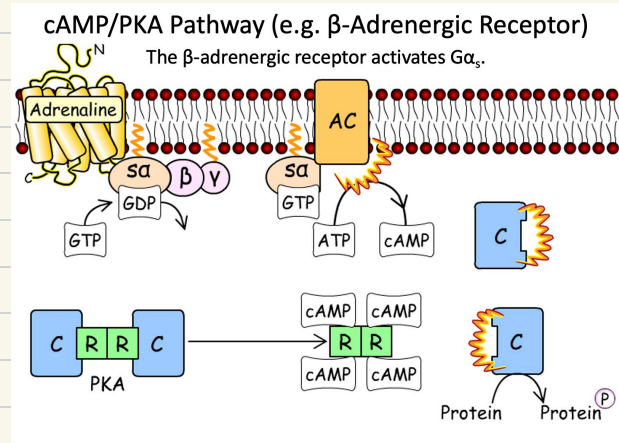 cAMP/PKA Pathway (e.g. β-Adrenergic Receptor)
The β-adrenergic receptor activates Gαs.
N
Adrenaline
C
sα
β
γ
GDP
GTP
AC
sα
GTP
ATP
cAMP
C
C
R
R
C
PKA
cAMP
cAMP
R
R
cAMP
cAMP
C
Protein
Protein
P